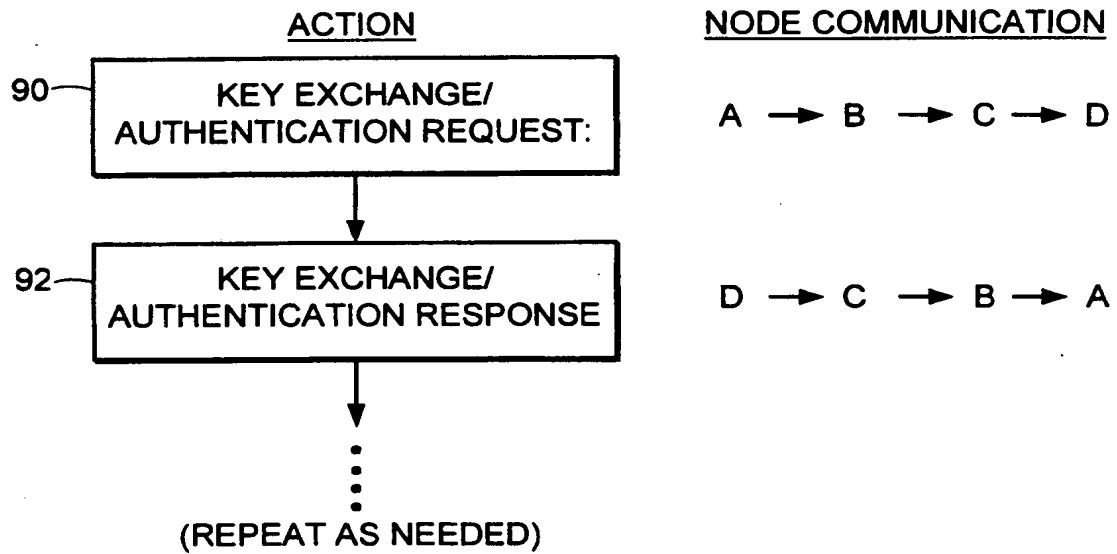 ACTION
NODE COMMUNICATION
90
KEY EXCHANGE/
AUTHENTICATION REQUEST:
A → B → C → D
92
KEY EXCHANGE/
AUTHENTICATION RESPONSE
D → C → B → A
(REPEAT AS NEEDED)